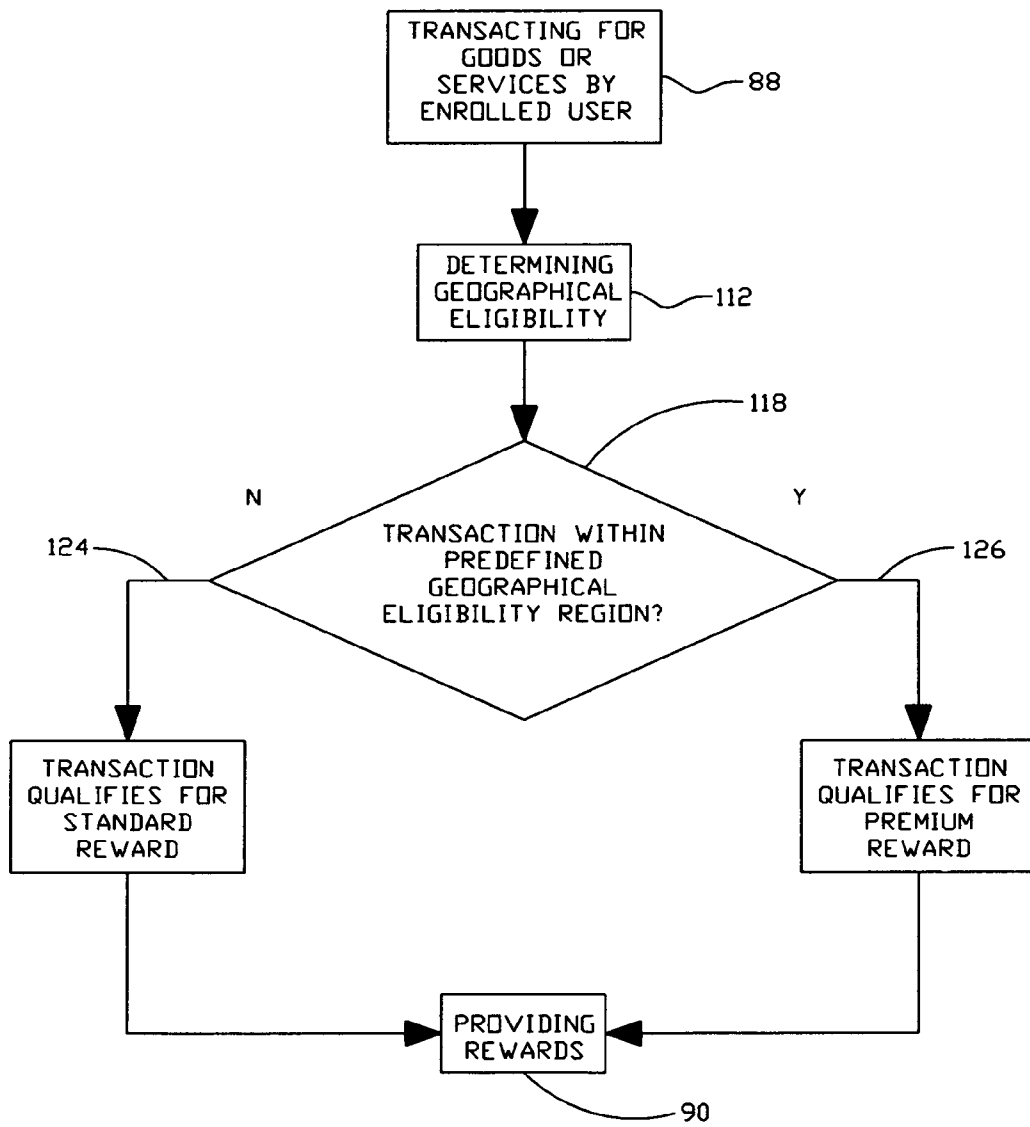 TRANSACTING FOR
GOODS OR
SERVICES BY
ENROLLED USER
88
DETERMINING
GEOGRAPHICAL
ELIGIBILITY
112
118
N
Y
TRANSACTION WITHIN
PREDEFINED
GEOGRAPHICAL
ELIGIBILITY REGION?
124
126
TRANSACTION
QUALIFIES FOR
STANDARD
REWARD
TRANSACTION
QUALIFIES FOR
PREMIUM
REWARD
PROVIDING
REWARDS
90